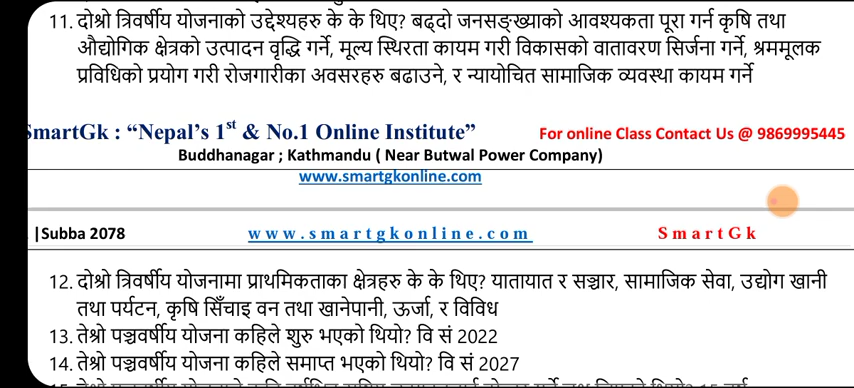 11. दोश्रो त्रिवर्षीय योजनाको उद्देश्यहरु के के थिए? बढ्दो जनसङ्ख्याको आवश्यकता पूरा गर्न कृषि तथा
औद्योगिक क्षेत्रको उत्पादन वृद्धि गर्ने, मूल्य स्थिरता कायम गरी विकासको वातावरण सिर्जना गर्ने, श्रममूलक
प्रविधिको प्रयोग गरी रोजगारीका अवसरहरु बढाउने, र न्यायोचित सामाजिक व्यवस्था कायम गर्ने
SmartGk : “Nepal’s 1st & No.1 Online Institute” For online Class Contact Us @ 9869995445
Buddhanagar ; Kathmandu ( Near Butwal Power Company)
www.smartgkonline.com
|Subba 2078 www.smartgkonline.com SmartGk
12. दोश्रो त्रिवर्षीय योजनामा प्राथमिकताका क्षेत्रहरु के के थिए? यातायात र सञ्चार, सामाजिक सेवा, उद्योग खानी
तथा पर्यटन, कृषि सिँचाइ वन तथा खानेपानी, ऊर्जा, र विविध
13. तेश्रो पञ्चवर्षीय योजना कहिले शुरु भएको थियो? वि सं 2022
14. तेश्रो पञ्चवर्षीय योजना कहिले समाप्त भएको थियो? वि सं 2027